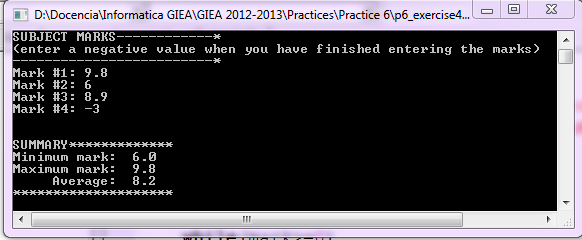 D:\Docencia\Informatica GIEA\GIEA 2012-2013\Practices\Practice 6\p6_exercise4...
SUBJECT MARKS-------------*
(enter a negative value when you have finished entering the marks)
--------------------------*
Mark #1: 9.8
Mark #2: 6
Mark #3: 8.9
Mark #4: -3
SUMMARY*************
Minimum mark:  6.0
Maximum mark:  9.8
     Average:  8.2
********************